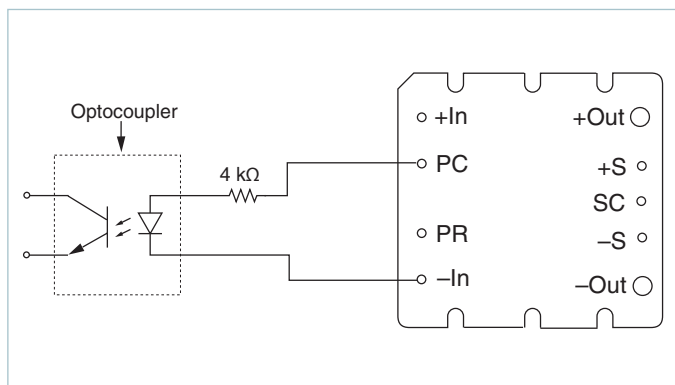 Optocoupler
4 kΩ
+In
PC
PR
–In
+Out
+S
SC
–S
–Out